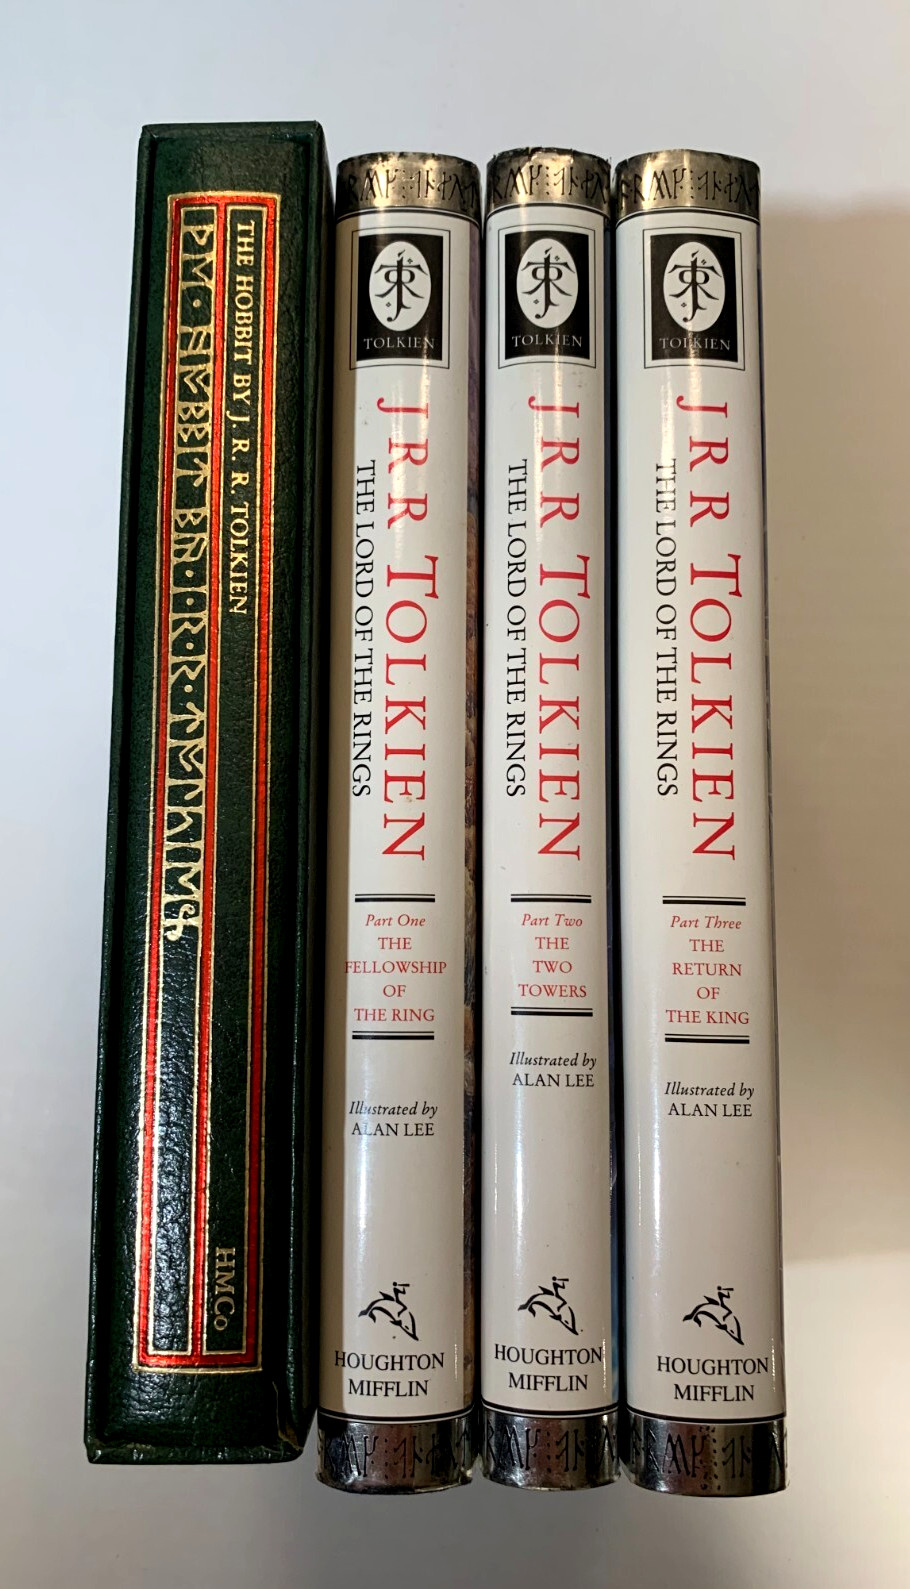 THE HOBBIT BY J. R. R. TOLKIEN
HMCo
TOLKIEN
J R R TOLKIEN
THE LORD OF THE RINGS
Part One
THE
FELLOWSHIP
OF
THE RING
Illustrated by
ALAN LEE
HOUGHTON
MIFFLIN
TOLKIEN
J R R TOLKIEN
THE LORD OF THE RINGS
Part Two
THE
TWO
TOWERS
Illustrated by
ALAN LEE
HOUGHTON
MIFFLIN
TOLKIEN
J R R TOLKIEN
THE LORD OF THE RINGS
Part Three
THE
RETURN
OF
THE KING
Illustrated by
ALAN LEE
HOUGHTON
MIFFLIN